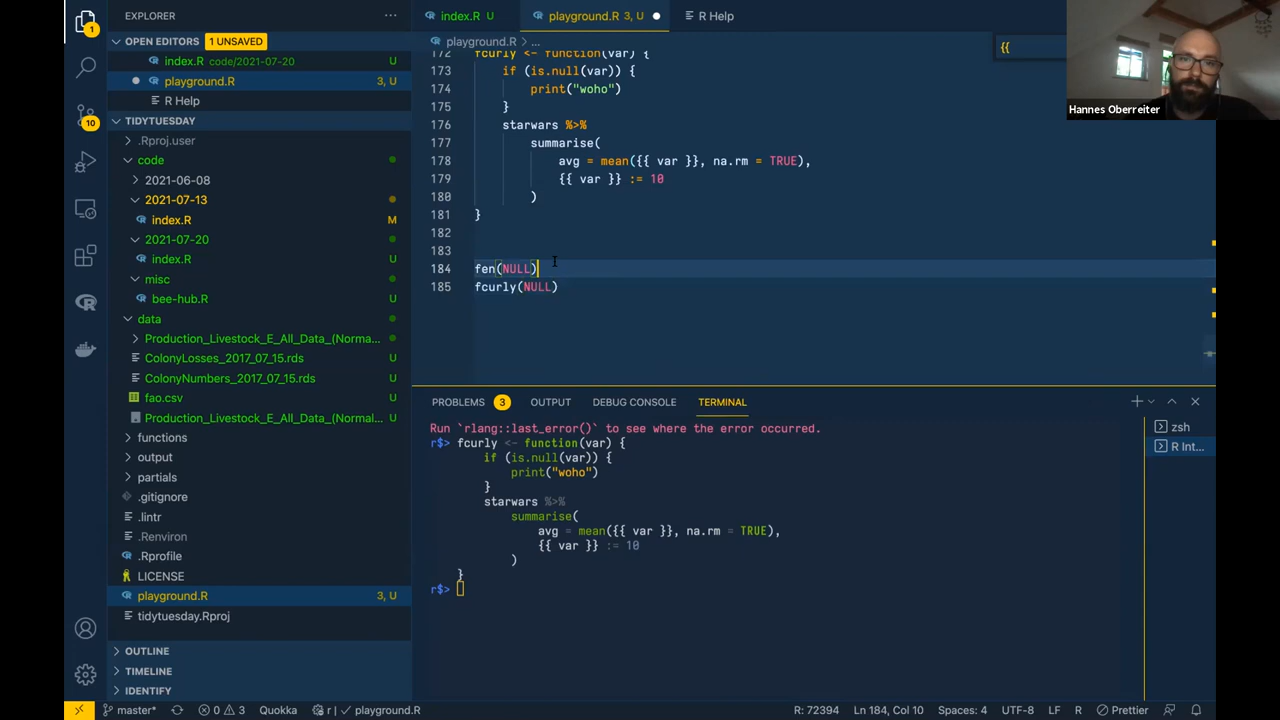 EXPLORER
···
index.R U
playground.R 3, U
R Help
1
OPEN EDITORS 1 UNSAVED
index.R code/2021-07-20 U
playground.R 3, U
R Help
TIDYTUESDAY
10
.Rproj.user
code
2021-06-08
2021-07-13
index.R M
2021-07-20
index.R U
misc
bee-hub.R U
data
Production_Livestock_E_All_Data_(Norma...
ColonyLosses_2017_07_15.rds U
ColonyNumbers_2017_07_15.rds U
fao.csv U
Production_Livestock_E_All_Data_(Normal... U
functions
output
partials
.gitignore
.lintr
.Renviron
.Rprofile
LICENSE
playground.R 3, U
tidytuesday.Rproj
OUTLINE
TIMELINE
IDENTIFY
playground.R > ...
{{
Hannes Oberreiter
172 fcurly <- function(var) {
173 if (is.null(var)) {
174 print("woho")
175 }
176 starwars %>%
177 summarise(
178 avg = mean({{ var }}, na.rm = TRUE),
179 {{ var }} := 10
180 )
181 }
182
183
184 fen(NULL)
185 fcurly(NULL)
PROBLEMS 3 OUTPUT DEBUG CONSOLE TERMINAL
zsh
R Int...
Run `rlang::last_error()` to see where the error occurred.
r$> fcurly <- function(var) {
if (is.null(var)) {
print("woho")
}
starwars %>%
summarise(
avg = mean({{ var }}, na.rm = TRUE),
{{ var }} := 10
)
}
r$>
master* 0 3 Quokka r | ✓ playground.R R: 72394 Ln 184, Col 10 Spaces: 4 UTF-8 LF R Prettier